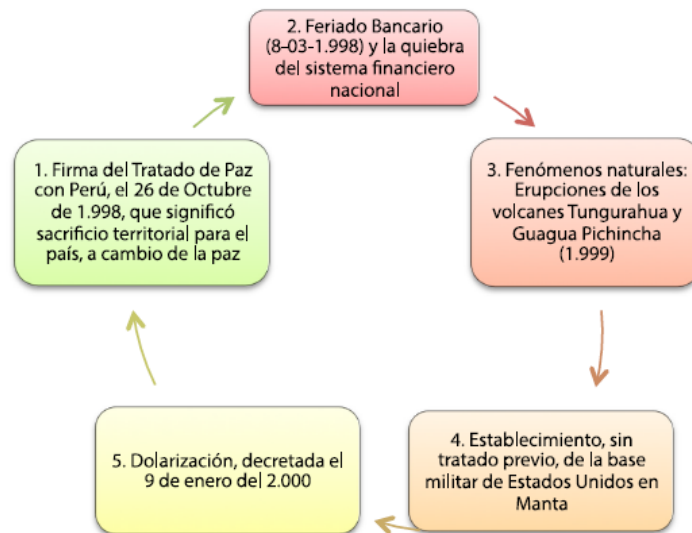 1. Firma del Tratado de Paz
con Perú, el 26 de Octubre
de 1.998, que significó
sacrificio territorial para el
país, a cambio de la paz
2. Feriado Bancario
(8-03-1.998) y la quiebra
del sistema financiero
nacional
3. Fenómenos naturales:
Erupciones de los
volcanes Tungurahua y
Guagua Pichincha
(1.999)
4. Establecimiento, sin
tratado previo, de la base
militar de Estados Unidos en
Manta
5. Dolarización, decretada el
9 de enero del 2.000